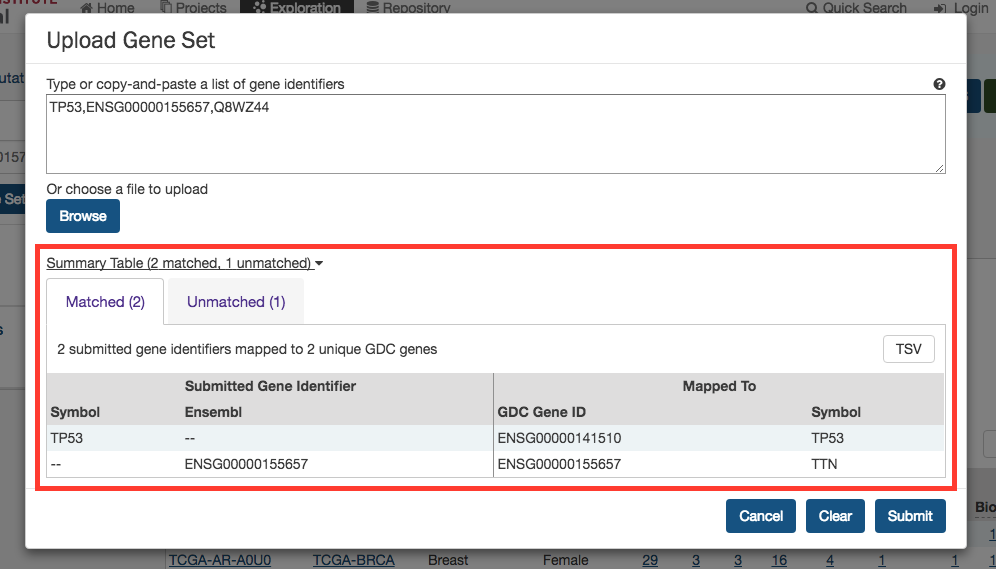 INSTITUTE
al
Home Projects Exploration Repository Quick Search Login
Upload Gene Set
Type or copy-and-paste a list of gene identifiers
TP53,ENSG00000155657,Q8WZ44
Or choose a file to upload
Browse
Summary Table (2 matched, 1 unmatched)
Matched (2) Unmatched (1)
2 submitted gene identifiers mapped to 2 unique GDC genes TSV
Submitted Gene Identifier Mapped To
Symbol Ensembl GDC Gene ID Symbol
TP53 -- ENSG00000141510 TP53
-- ENSG00000155657 ENSG00000155657 TTN
Cancel Clear Submit
Bio
TCGA-AR-A0U0 TCGA-BRCA Breast Female 29 3 3 16 4 1 1